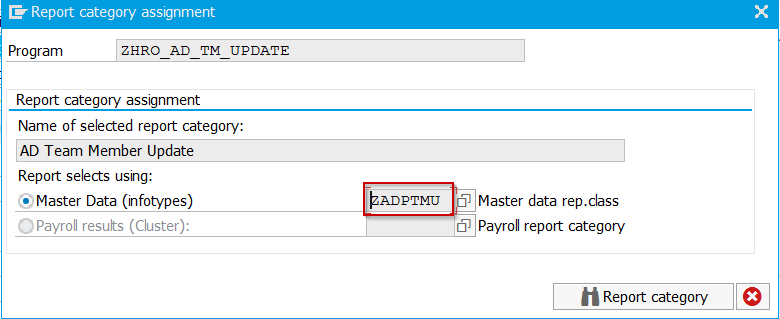 Report category assignment
Program ZHRO_AD_TM_UPDATE
Report category assignment
Name of selected report category:
AD Team Member Update
Report selects using:
Master Data (infotypes) ZADPTMU Master data rep.class
Payroll results (Cluster): Payroll report category
Report category